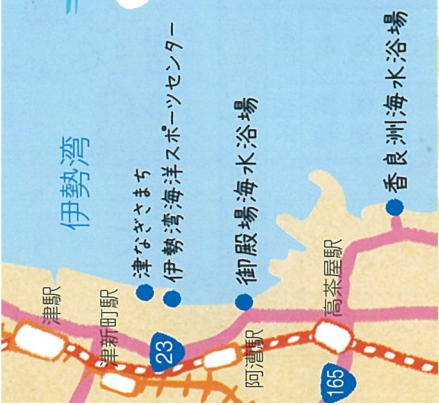 伊勢湾
津なぎさまち
伊勢湾海洋スポーツセンター
御殿場海水浴場
香良洲海水浴場
津駅
津新町駅
阿漕駅
高茶屋駅
23
165